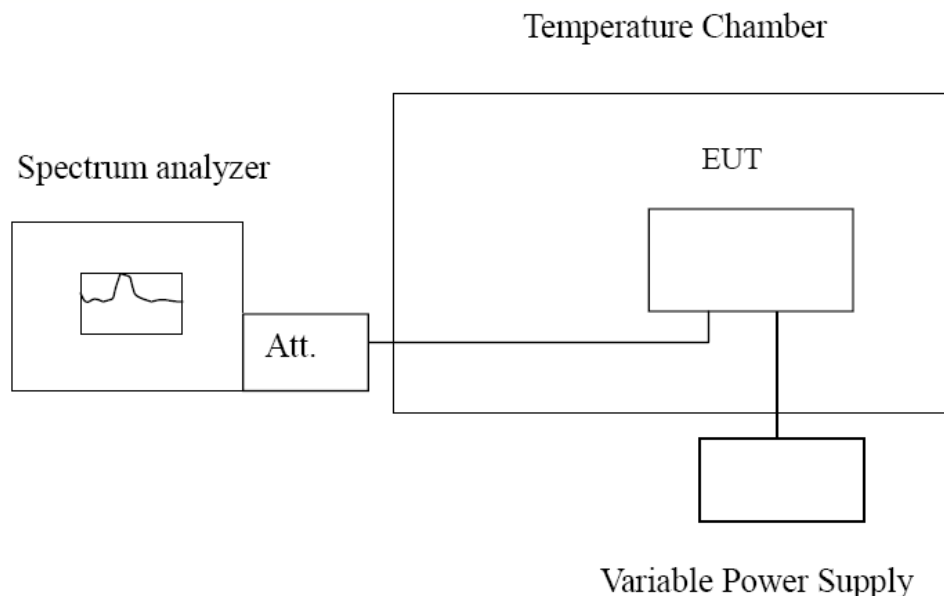 Temperature Chamber
Spectrum analyzer
EUT
Att.
Variable Power Supply